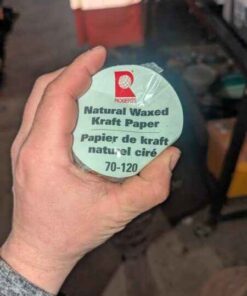 ROBERTS
Natural Waxed
Kraft Paper
Papier de kraft
naturel ciré
70-120